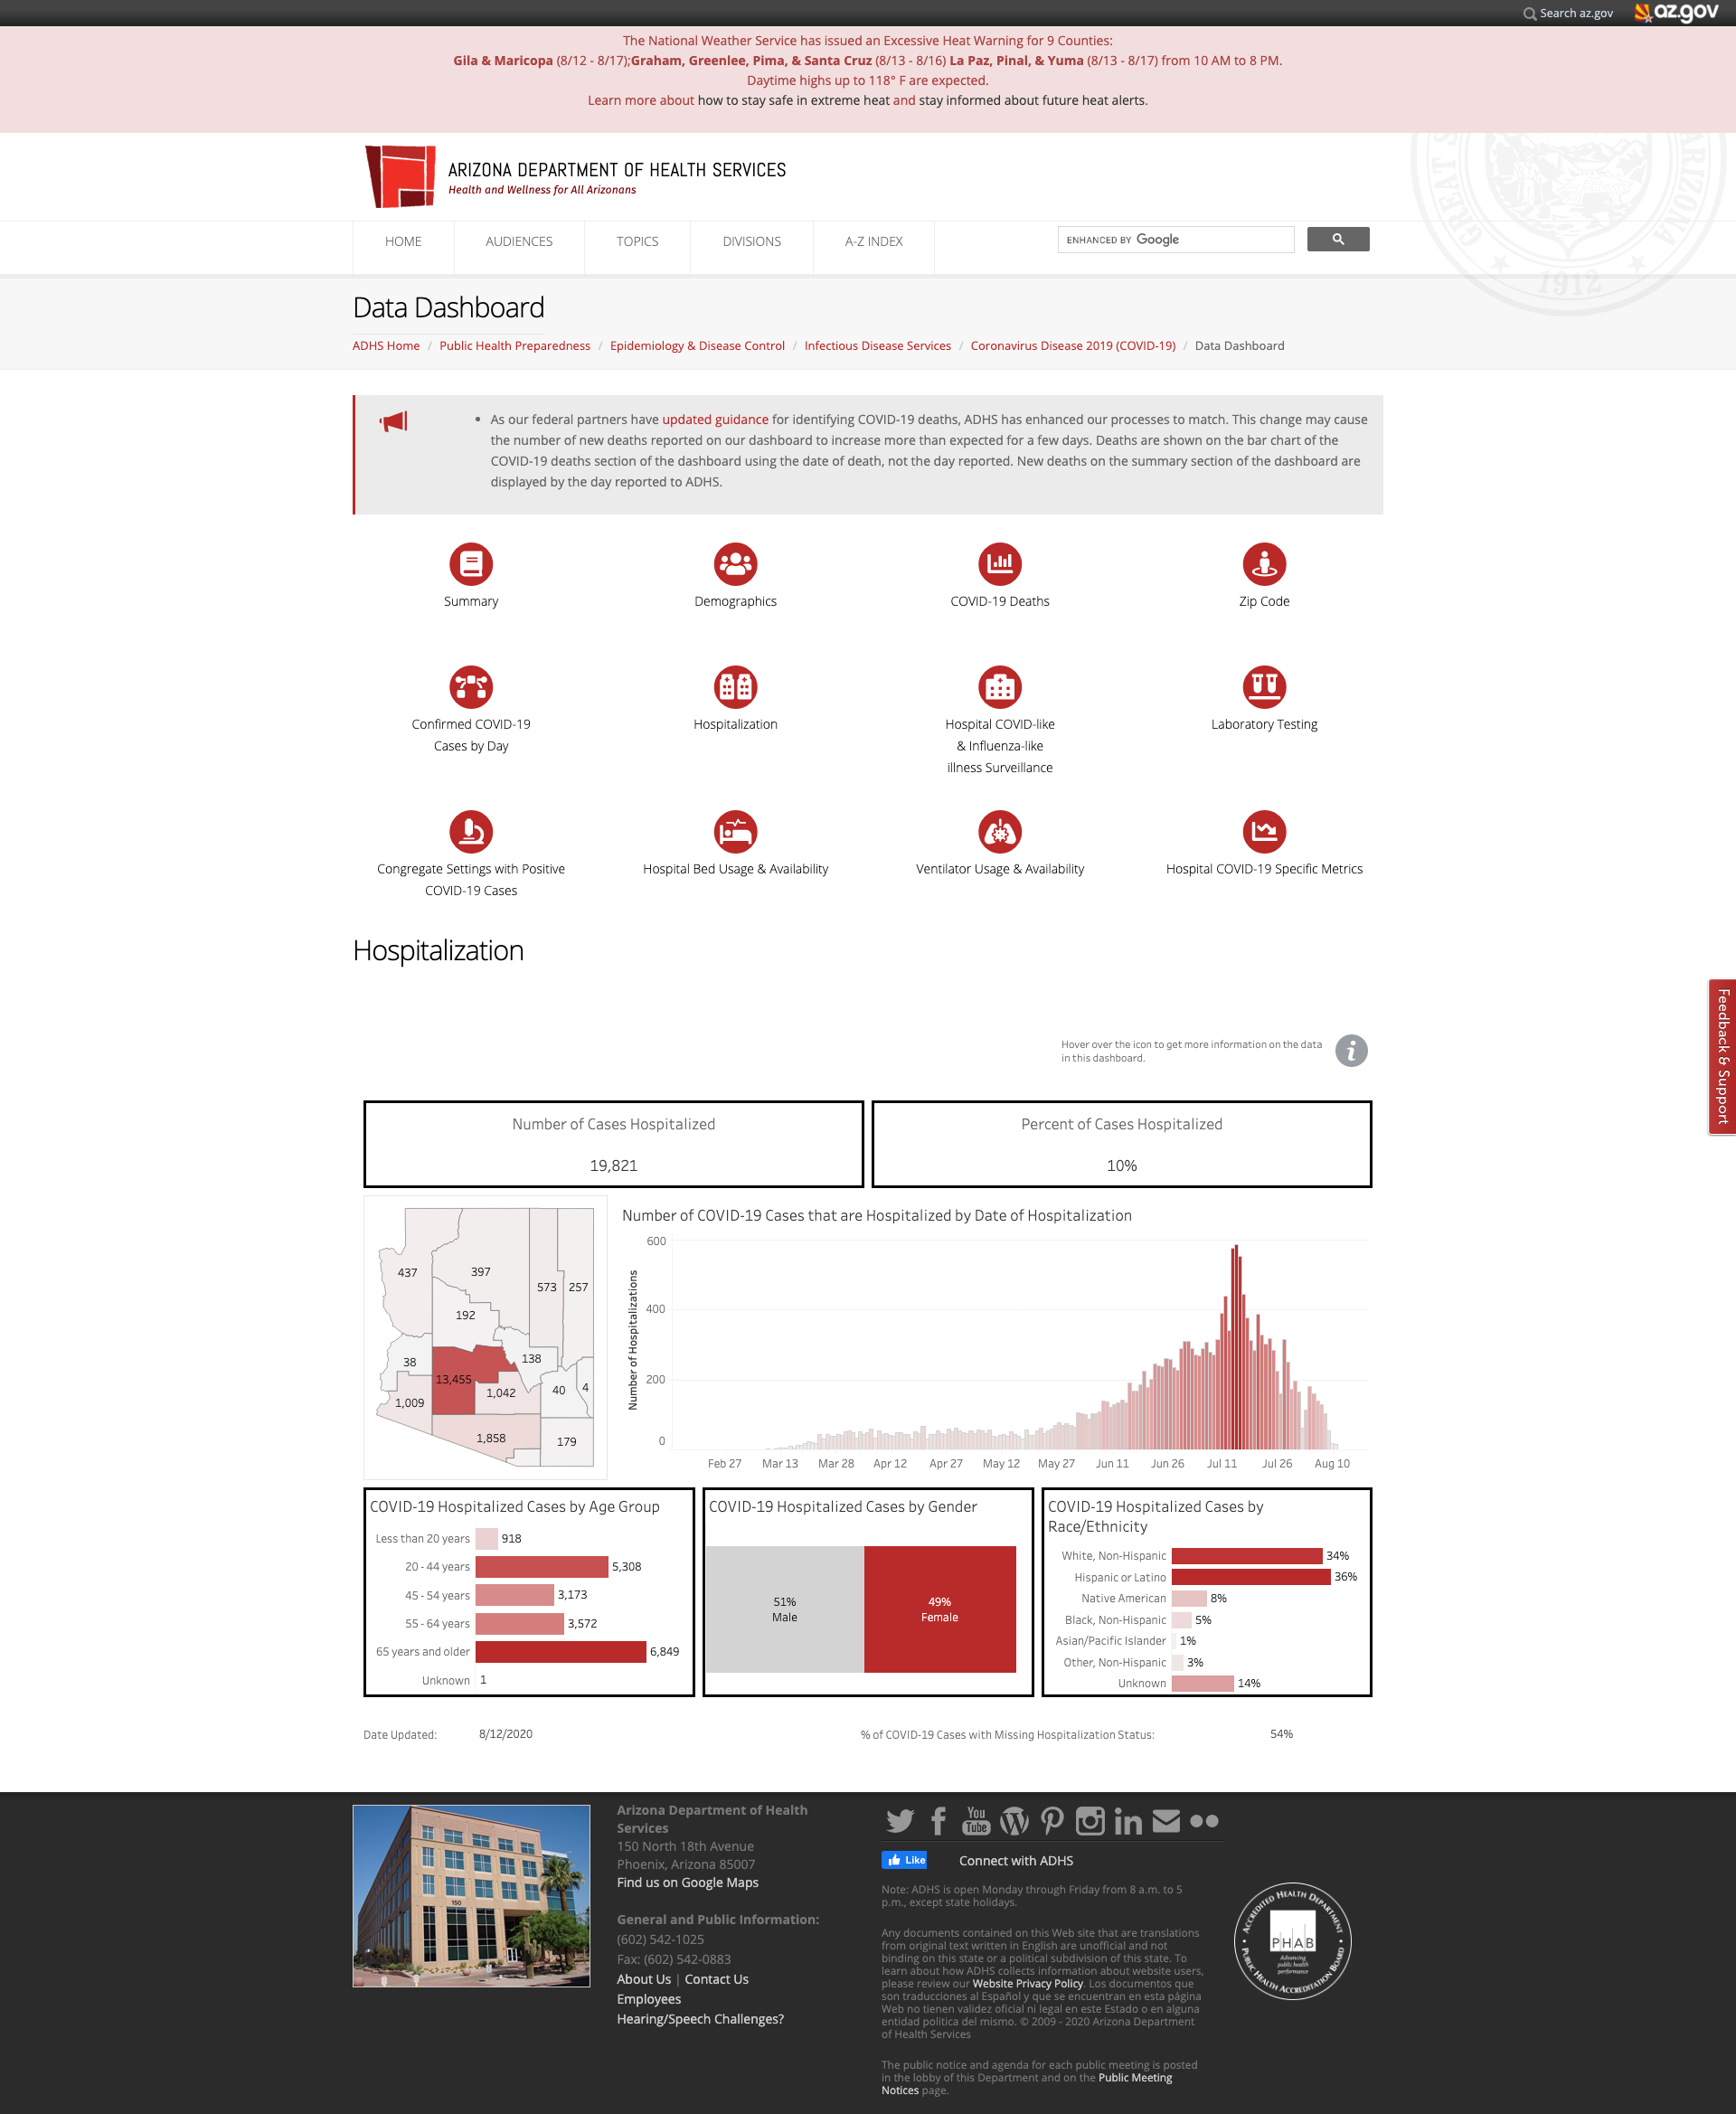 Search az.gov
az.gov
The National Weather Service has issued an Excessive Heat Warning for 9 Counties:
Gila & Maricopa (8/12 - 8/17);Graham, Greenlee, Pima, & Santa Cruz (8/13 - 8/16) La Paz, Pinal, & Yuma (8/13 - 8/17) from 10 AM to 8 PM.
Daytime highs up to 118° F are expected.
Learn more about how to stay safe in extreme heat and stay informed about future heat alerts.
ARIZONA DEPARTMENT OF HEALTH SERVICES
Health and Wellness for All Arizonans
GREAT ARIZONA
1912
HOME AUDIENCES TOPICS DIVISIONS A-Z INDEX
ENHANCED BY Google
Data Dashboard
ADHS Home / Public Health Preparedness / Epidemiology & Disease Control / Infectious Disease Services / Coronavirus Disease 2019 (COVID-19) / Data Dashboard
• As our federal partners have updated guidance for identifying COVID-19 deaths, ADHS has enhanced our processes to match. This change may cause
the number of new deaths reported on our dashboard to increase more than expected for a few days. Deaths are shown on the bar chart of the
COVID-19 deaths section of the dashboard using the date of death, not the day reported. New deaths on the summary section of the dashboard are
displayed by the day reported to ADHS.
Summary
Demographics
COVID-19 Deaths
Zip Code
Confirmed COVID-19
Cases by Day
Hospitalization
Hospital COVID-like
& Influenza-like
illness Surveillance
Laboratory Testing
Congregate Settings with Positive
COVID-19 Cases
Hospital Bed Usage & Availability
Ventilator Usage & Availability
Hospital COVID-19 Specific Metrics
Hospitalization
Feedback & Support
Hover over the icon to get more information on the data
in this dashboard.
Number of Cases Hospitalized
19,821
Percent of Cases Hospitalized
10%
437
397
573
257
192
38
138
13,455
1,042
40
4
1,009
1,858
179
Number of COVID-19 Cases that are Hospitalized by Date of Hospitalization
Number of Hospitalizations
600
400
200
0
Feb 27 Mar 13 Mar 28 Apr 12 Apr 27 May 12 May 27 Jun 11 Jun 26 Jul 11 Jul 26 Aug 10
COVID-19 Hospitalized Cases by Age Group
Less than 20 years 918
20 - 44 years 5,308
45 - 54 years 3,173
55 - 64 years 3,572
65 years and older 6,849
Unknown 1
COVID-19 Hospitalized Cases by Gender
51%
Male
49%
Female
COVID-19 Hospitalized Cases by
Race/Ethnicity
White, Non-Hispanic 34%
Hispanic or Latino 36%
Native American 8%
Black, Non-Hispanic 5%
Asian/Pacific Islander 1%
Other, Non-Hispanic 3%
Unknown 14%
Date Updated: 8/12/2020
% of COVID-19 Cases with Missing Hospitalization Status: 54%
150
Arizona Department of Health
Services
150 North 18th Avenue
Phoenix, Arizona 85007
Find us on Google Maps
General and Public Information:
(602) 542-1025
Fax: (602) 542-0883
About Us | Contact Us
Employees
Hearing/Speech Challenges?
You
Tube
Like
Connect with ADHS
Note: ADHS is open Monday through Friday from 8 a.m. to 5
p.m., except state holidays.
Any documents contained on this Web site that are translations
from original text written in English are unofficial and not
binding on this state or a political subdivision of this state. To
learn about how ADHS collects information about website users,
please review our Website Privacy Policy. Los documentos que
son traducciones al Español y que se encuentran en esta página
Web no tienen validez oficial ni legal en este Estado o en alguna
entidad politica del mismo. © 2009 - 2020 Arizona Department
of Health Services
The public notice and agenda for each public meeting is posted
in the lobby of this Department and on the Public Meeting
Notices page.
ACCREDITED HEALTH DEPARTMENT
PHAB
Advancing
public health
performance
PUBLIC HEALTH ACCREDITATION BOARD